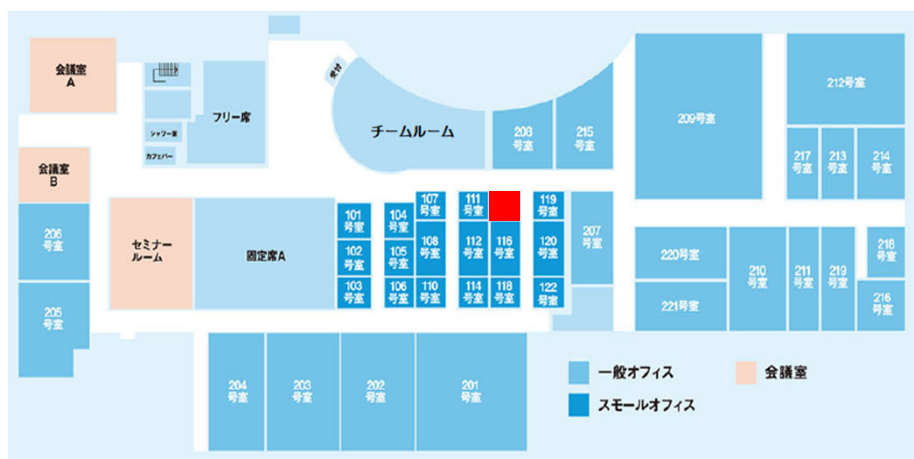 会議室
A
受付
212号室
シャワー室
フリー席
チームルーム
209号室
カフェバー
208
号室
215
号室
217
号室
213
号室
214
号室
会議室
B
107
号室
111
号室
119
号室
101
号室
104
号室
206
号室
セミナー
ルーム
固定席A
102
号室
105
号室
108
号室
112
号室
116
号室
120
号室
207
号室
220号室
218
号室
210
号室
211
号室
219
号室
103
号室
106
号室
110
号室
114
号室
118
号室
122
号室
221号室
216
号室
205
号室
204
号室
203
号室
202
号室
201
号室
一般オフィス
会議室
スモールオフィス